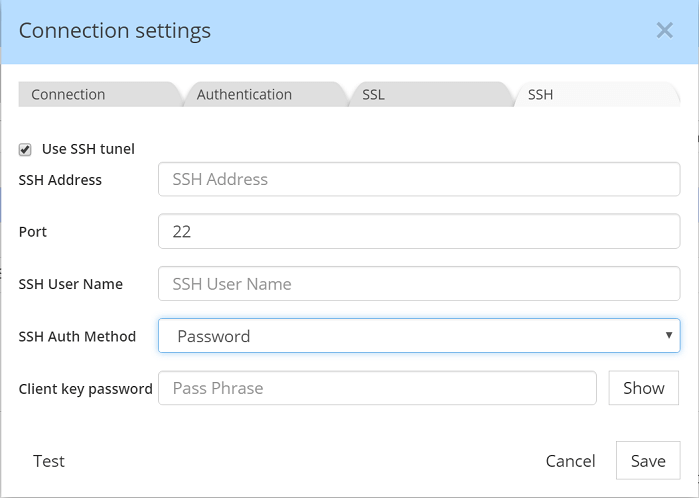 Connection settings
Connection Authentication SSL SSH
Use SSH tunel
SSH Address SSH Address
Port 22
SSH User Name SSH User Name
SSH Auth Method Password
Client key password Pass Phrase Show
Test Cancel Save